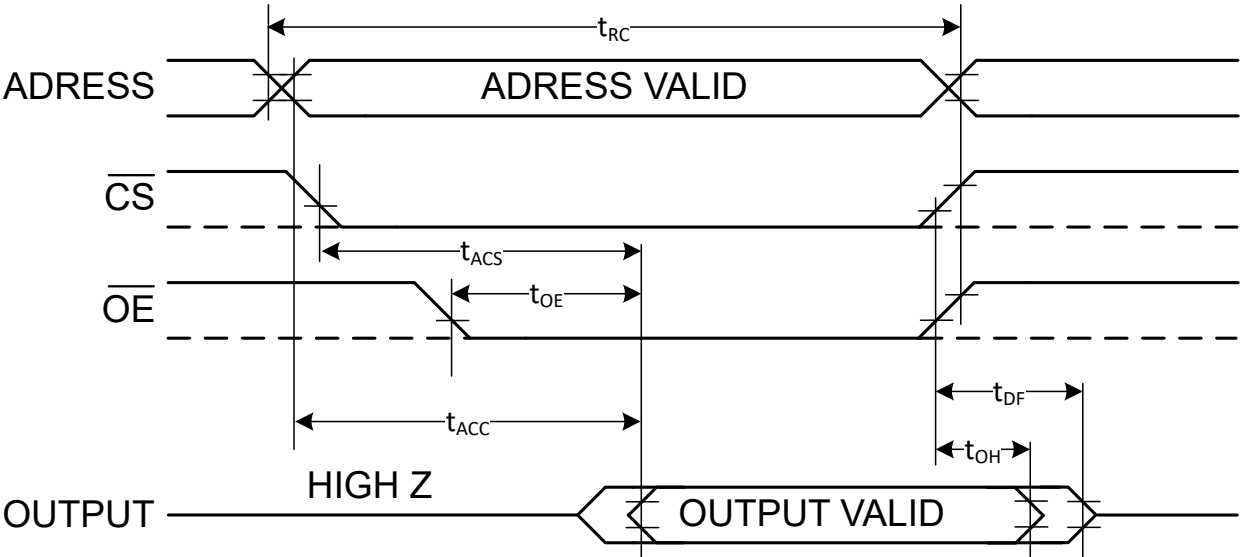 tRC
ADRESS
ADRESS VALID
CS
tACS
OE
tOE
tDF
tACC
tOH
HIGH Z
OUTPUT
OUTPUT VALID